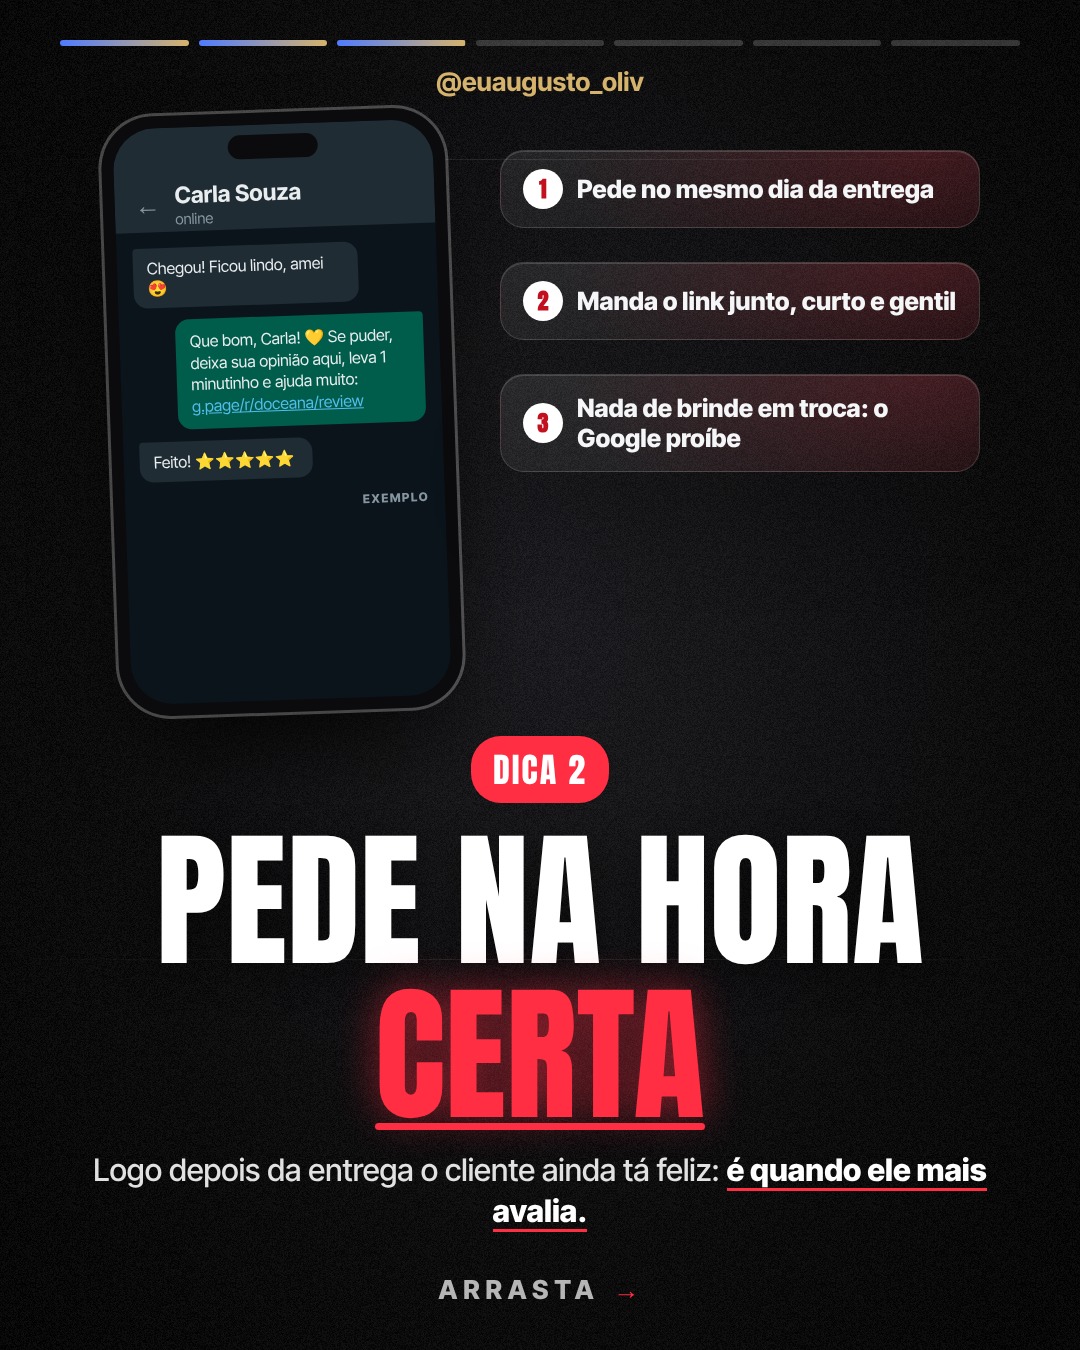 @euaugusto_oliv
←
Carla Souza
online
Chegou! Ficou lindo, amei
😍
Que bom, Carla! 💛 Se puder,
deixa sua opinião aqui, leva 1
minutinho e ajuda muito:
g.page/r/doceana/review
Feito! ⭐⭐⭐⭐⭐
EXEMPLO
1 Pede no mesmo dia da entrega
2 Manda o link junto, curto e gentil
3 Nada de brinde em troca: o
Google proíbe
DICA 2
PEDE NA HORA
CERTA
Logo depois da entrega o cliente ainda tá feliz: é quando ele mais
avalia.
ARRASTA →